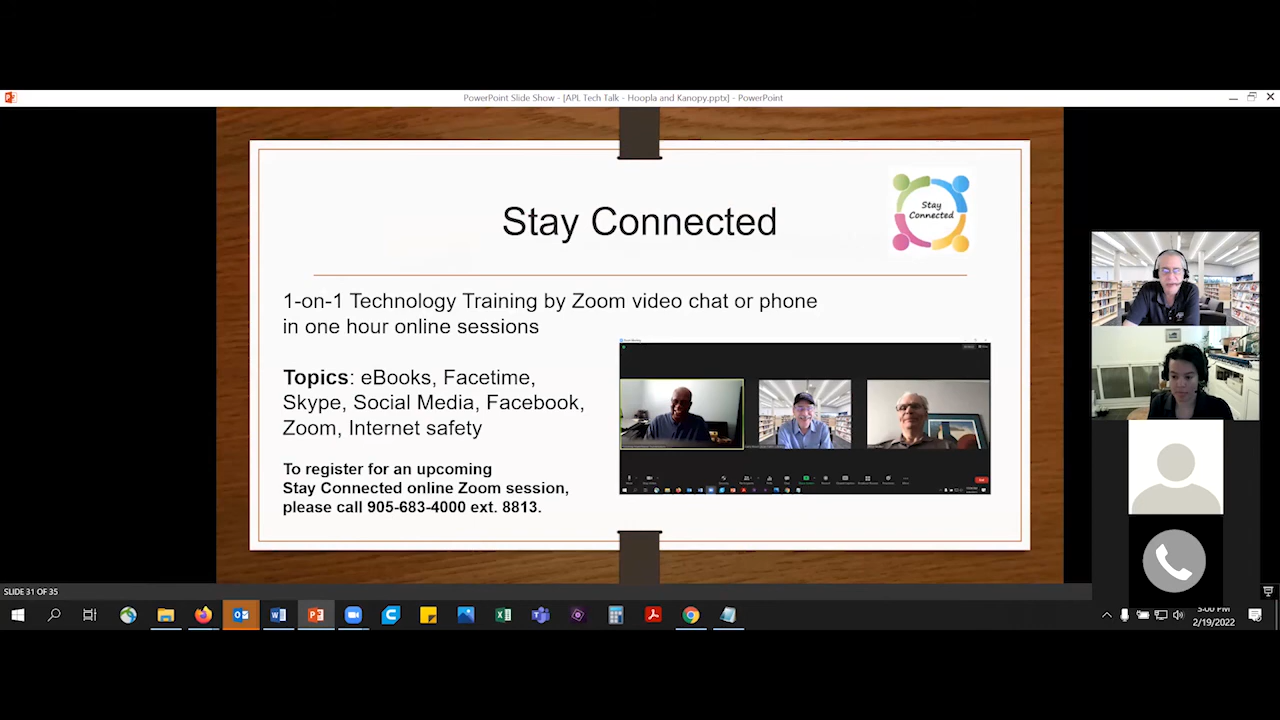 PowerPoint Slide Show - [APL Tech Talk - Hoopla and Kanopy.pptx] - PowerPoint
Stay Connected
Stay
Connected
1-on-1 Technology Training by Zoom video chat or phone
in one hour online sessions
Topics: eBooks, Facetime,
Skype, Social Media, Facebook,
Zoom, Internet safety
To register for an upcoming
Stay Connected online Zoom session,
please call 905-683-4000 ext. 8813.
SLIDE 31 OF 35
3:00 PM
2/19/2022